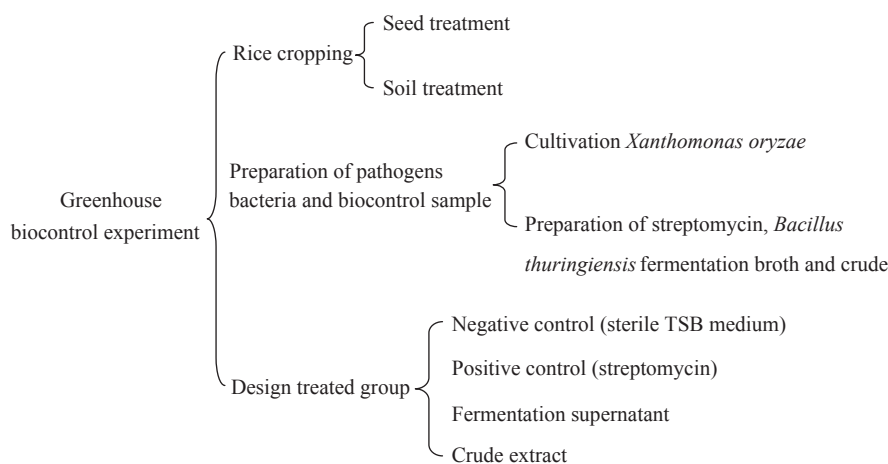 Seed treatment
Rice cropping
Soil treatment
Cultivation Xanthomonas oryzae
Preparation of pathogens
bacteria and biocontrol sample
Greenhouse
biocontrol experiment
Preparation of streptomycin, Bacillus
thuringiensis fermentation broth and crude
Negative control (sterile TSB medium)
Positive control (streptomycin)
Design treated group
Fermentation supernatant
Crude extract